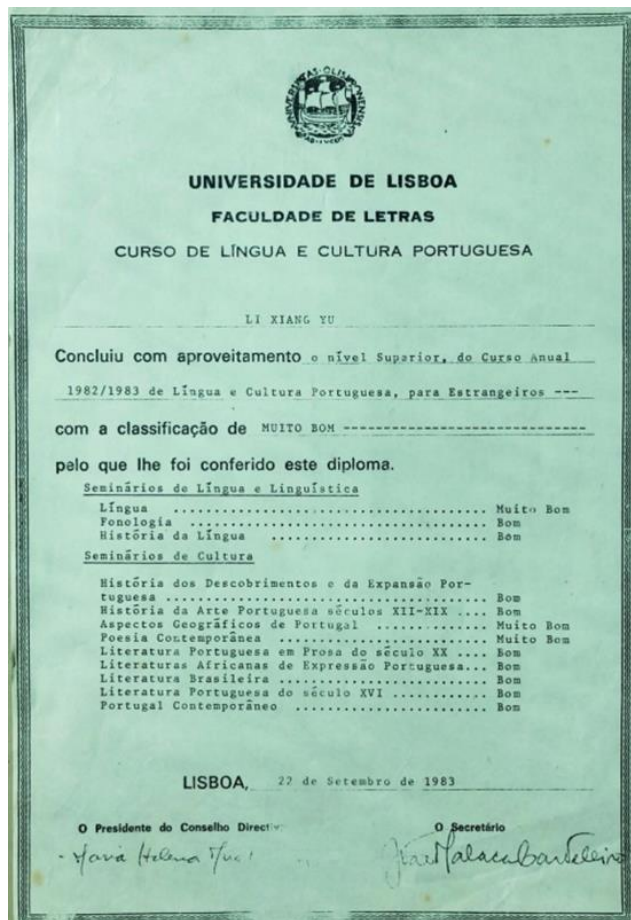 UNIVERSIDADE DE LISBOA
FACULDADE DE LETRAS
CURSO DE LÍNGUA E CULTURA PORTUGUESA
LI XIANG YU
Concluiu com aproveitamento o nível Superior, do Curso Anual
1982/1983 de Língua e Cultura Portuguesa, para Estrangeiros ---
com a classificação de MUITO BOM ------------------------------
pelo que lhe foi conferido este diploma.
Seminários de Língua e Linguística
Língua ...................................... Muito Bom
Fonologia .................................... Bom
História da Língua ........................... Bom
Seminários de Cultura
História dos Descobrimentos e da Expansão Por-
tuguesa ....................................... Bom
História da Arte Portuguesa séculos XII-XIX .... Bom
Aspectos Geográficos de Portugal .............. Muito Bom
Poesia Contemporânea .......................... Muito Bom
Literatura Portuguesa em Prosa do século XX .... Bom
Literaturas Africanas de Expressão Portuguesa... Bom
Literatura Brasileira .......................... Bom
Literatura Portuguesa do século XVI ............ Bom
Portugal Contemporâneo ........................ Bom
LISBOA, 22 de Setembro de 1983
O Presidente do Conselho Directivo
O Secretário
Maria Helena
João Malaca Casteleiro